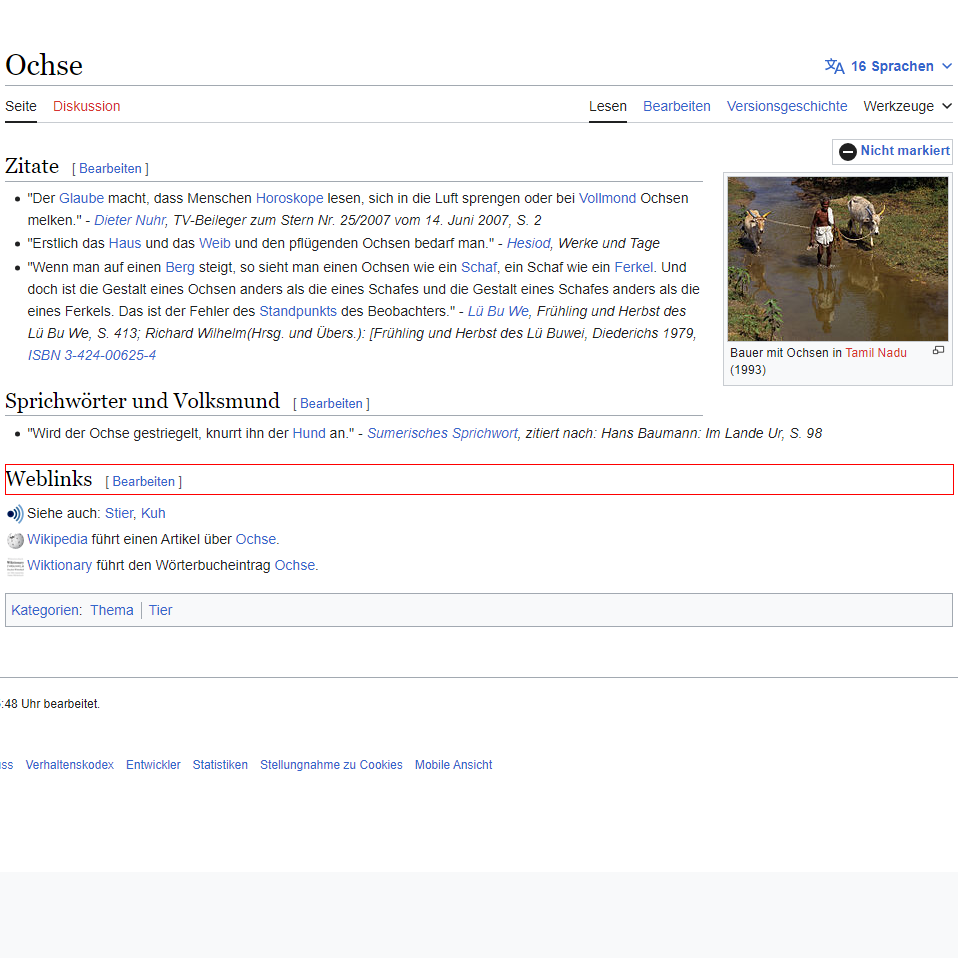 Ochse
16 Sprachen
Seite Diskussion Lesen Bearbeiten Versionsgeschichte Werkzeuge
Nicht markiert
Zitate [ Bearbeiten ]
"Der Glaube macht, dass Menschen Horoskope lesen, sich in die Luft sprengen oder bei Vollmond Ochsen
melken." - Dieter Nuhr, TV-Beileger zum Stern Nr. 25/2007 vom 14. Juni 2007, S. 2
"Erstlich das Haus und das Weib und den pflügenden Ochsen bedarf man." - Hesiod, Werke und Tage
"Wenn man auf einen Berg steigt, so sieht man einen Ochsen wie ein Schaf, ein Schaf wie ein Ferkel. Und
doch ist die Gestalt eines Ochsen anders als die eines Schafes und die Gestalt eines Schafes anders als die
eines Ferkels. Das ist der Fehler des Standpunkts des Beobachters." - Lü Bu We, Frühling und Herbst des
Lü Bu We, S. 413; Richard Wilhelm(Hrsg. und Übers.): [Frühling und Herbst des Lü Buwei, Diederichs 1979,
ISBN 3-424-00625-4
Bauer mit Ochsen in Tamil Nadu
(1993)
Sprichwörter und Volksmund [ Bearbeiten ]
"Wird der Ochse gestriegelt, knurrt ihn der Hund an." - Sumerisches Sprichwort, zitiert nach: Hans Baumann: Im Lande Ur, S. 98
Weblinks [ Bearbeiten ]
Siehe auch: Stier, Kuh
Wikipedia führt einen Artikel über Ochse.
Wiktionary führt den Wörterbucheintrag Ochse.
Kategorien: Thema Tier
:48 Uhr bearbeitet.
ss Verhaltenskodex Entwickler Statistiken Stellungnahme zu Cookies Mobile Ansicht